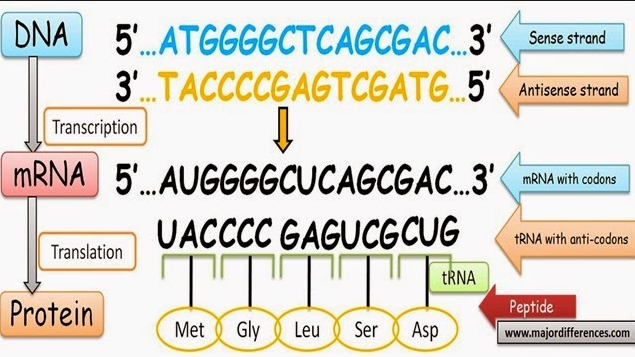 DNA 5'...ATGGGGCTCAGCGAC...3' Sense strand
3'...TACCCCGAGTCGATG...5' Antisense strand
Transcription
mRNA 5'...AUGGGGCUCAGCGAC...3' mRNA with codons
UACCCC GAGUCGCUG tRNA with anti-codons
Translation
tRNA
Protein Met Gly Leu Ser Asp Peptide
www.majordifferences.com